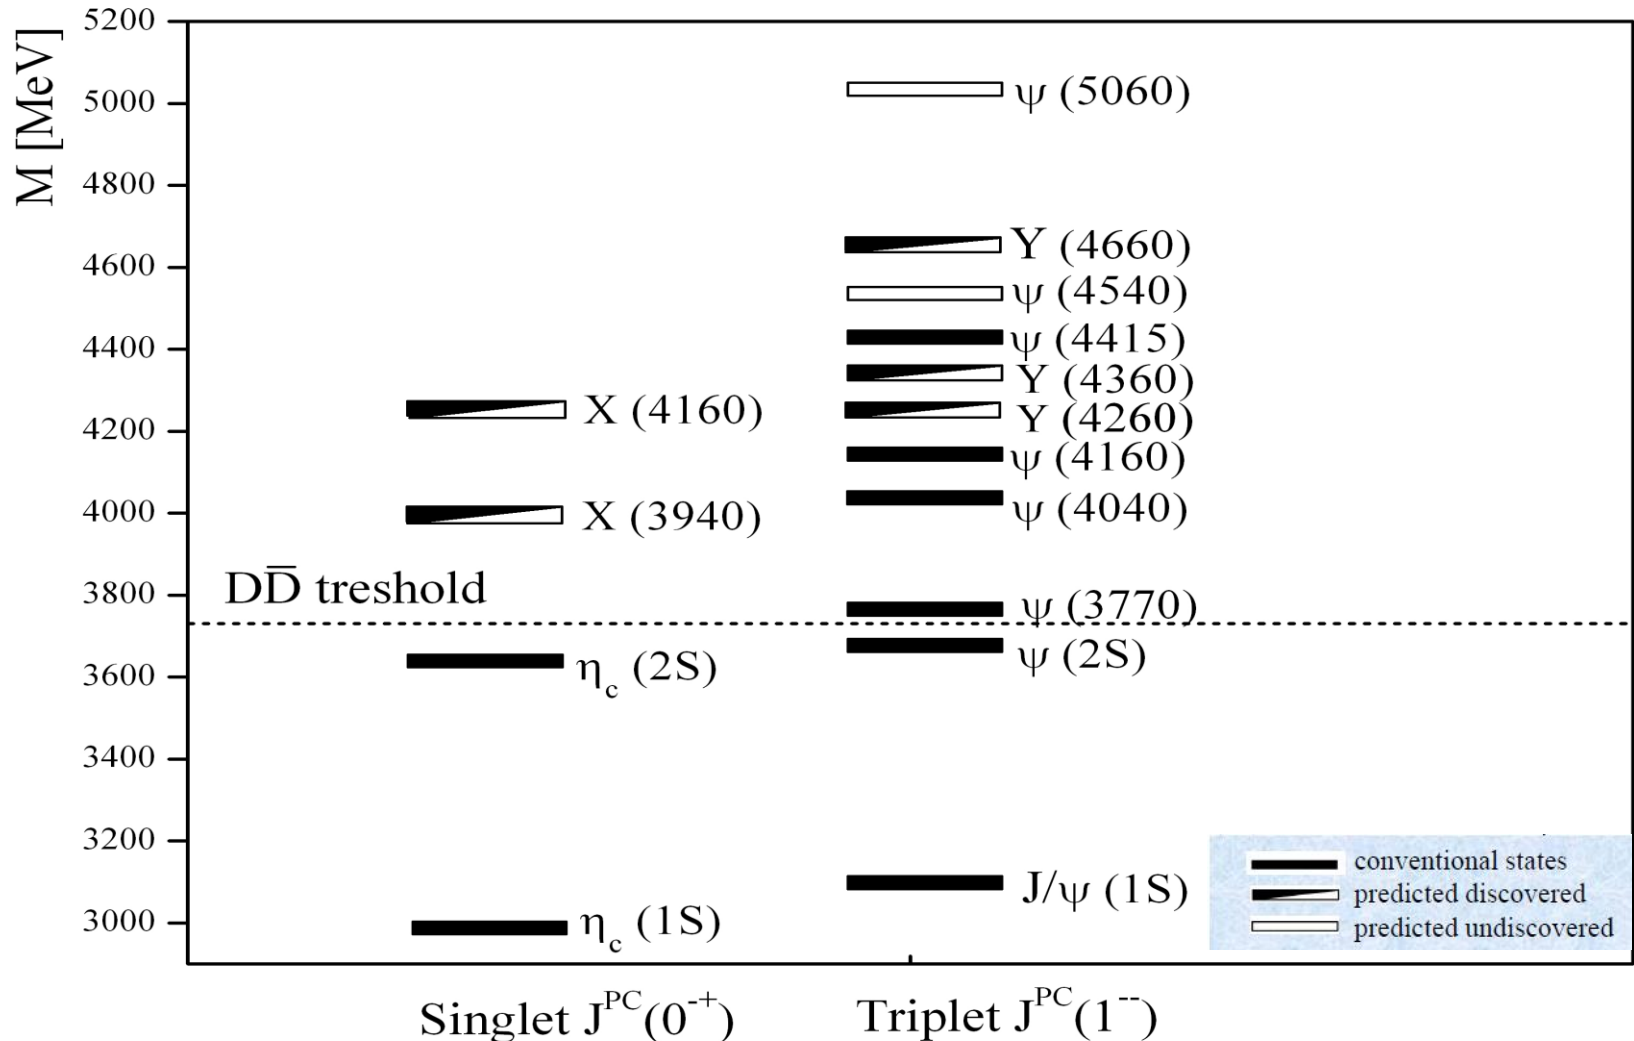 M [MeV]
5200
5000
4800
4600
4400
4200
4000
3800
3600
3400
3200
3000
ψ (5060)
Y (4660)
ψ (4540)
ψ (4415)
Y (4360)
Y (4260)
ψ (4160)
ψ (4040)
ψ (3770)
ψ (2S)
J/ψ (1S)
X (4160)
X (3940)
DD̅ treshold
ηc (2S)
ηc (1S)
conventional states
predicted discovered
predicted undiscovered
Singlet J^PC(0^-+)
Triplet J^PC(1^--)